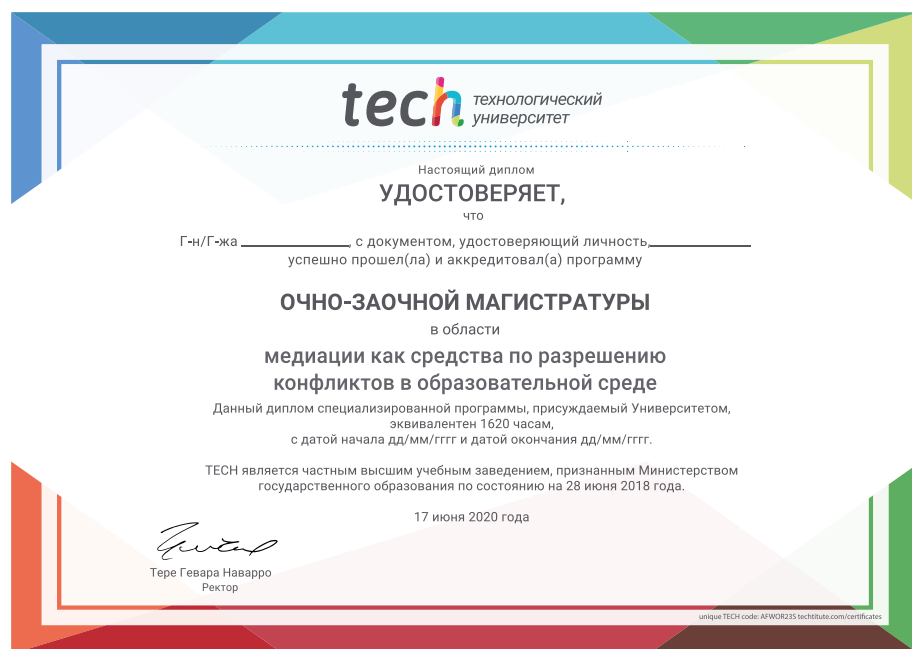 tech технологический
университет
Настоящий диплом
УДОСТОВЕРЯЕТ,
что
Г-н/Г-жа ______________, с документом, удостоверяющий личность,______________
успешно прошел(ла) и аккредитовал(а) программу
ОЧНО-ЗАОЧНОЙ МАГИСТРАТУРЫ
в области
медиации как средства по разрешению
конфликтов в образовательной среде
Данный диплом специализированной программы, присуждаемый Университетом,
эквивалентен 1620 часам,
с датой начала дд/мм/гггг и датой окончания дд/мм/гггг.
TECH является частным высшим учебным заведением, признанным Министерством
государственного образования по состоянию на 28 июня 2018 года.
17 июня 2020 года
Тере Гевара Наварро
Ректор
unique TECH code: AFWOR23S techtitute.com/certificates